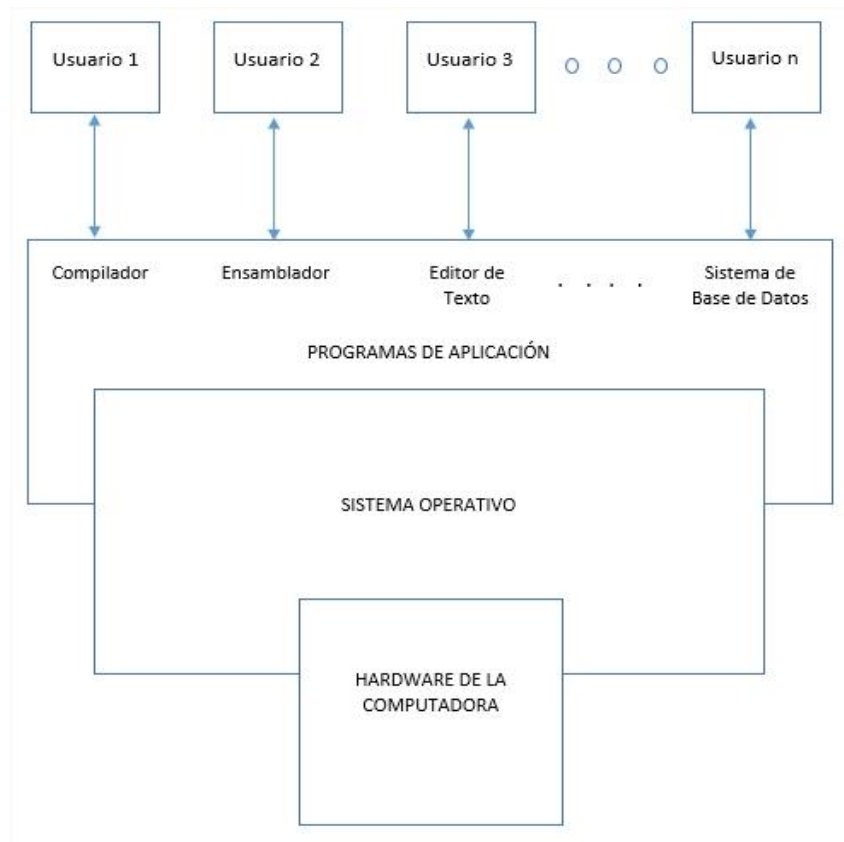 Usuario 1
Usuario 2
Usuario 3
Usuario n
Compilador
Ensamblador
Editor de
Texto
. . . .
Sistema de
Base de Datos
PROGRAMAS DE APLICACIÓN
SISTEMA OPERATIVO
HARDWARE DE LA
COMPUTADORA